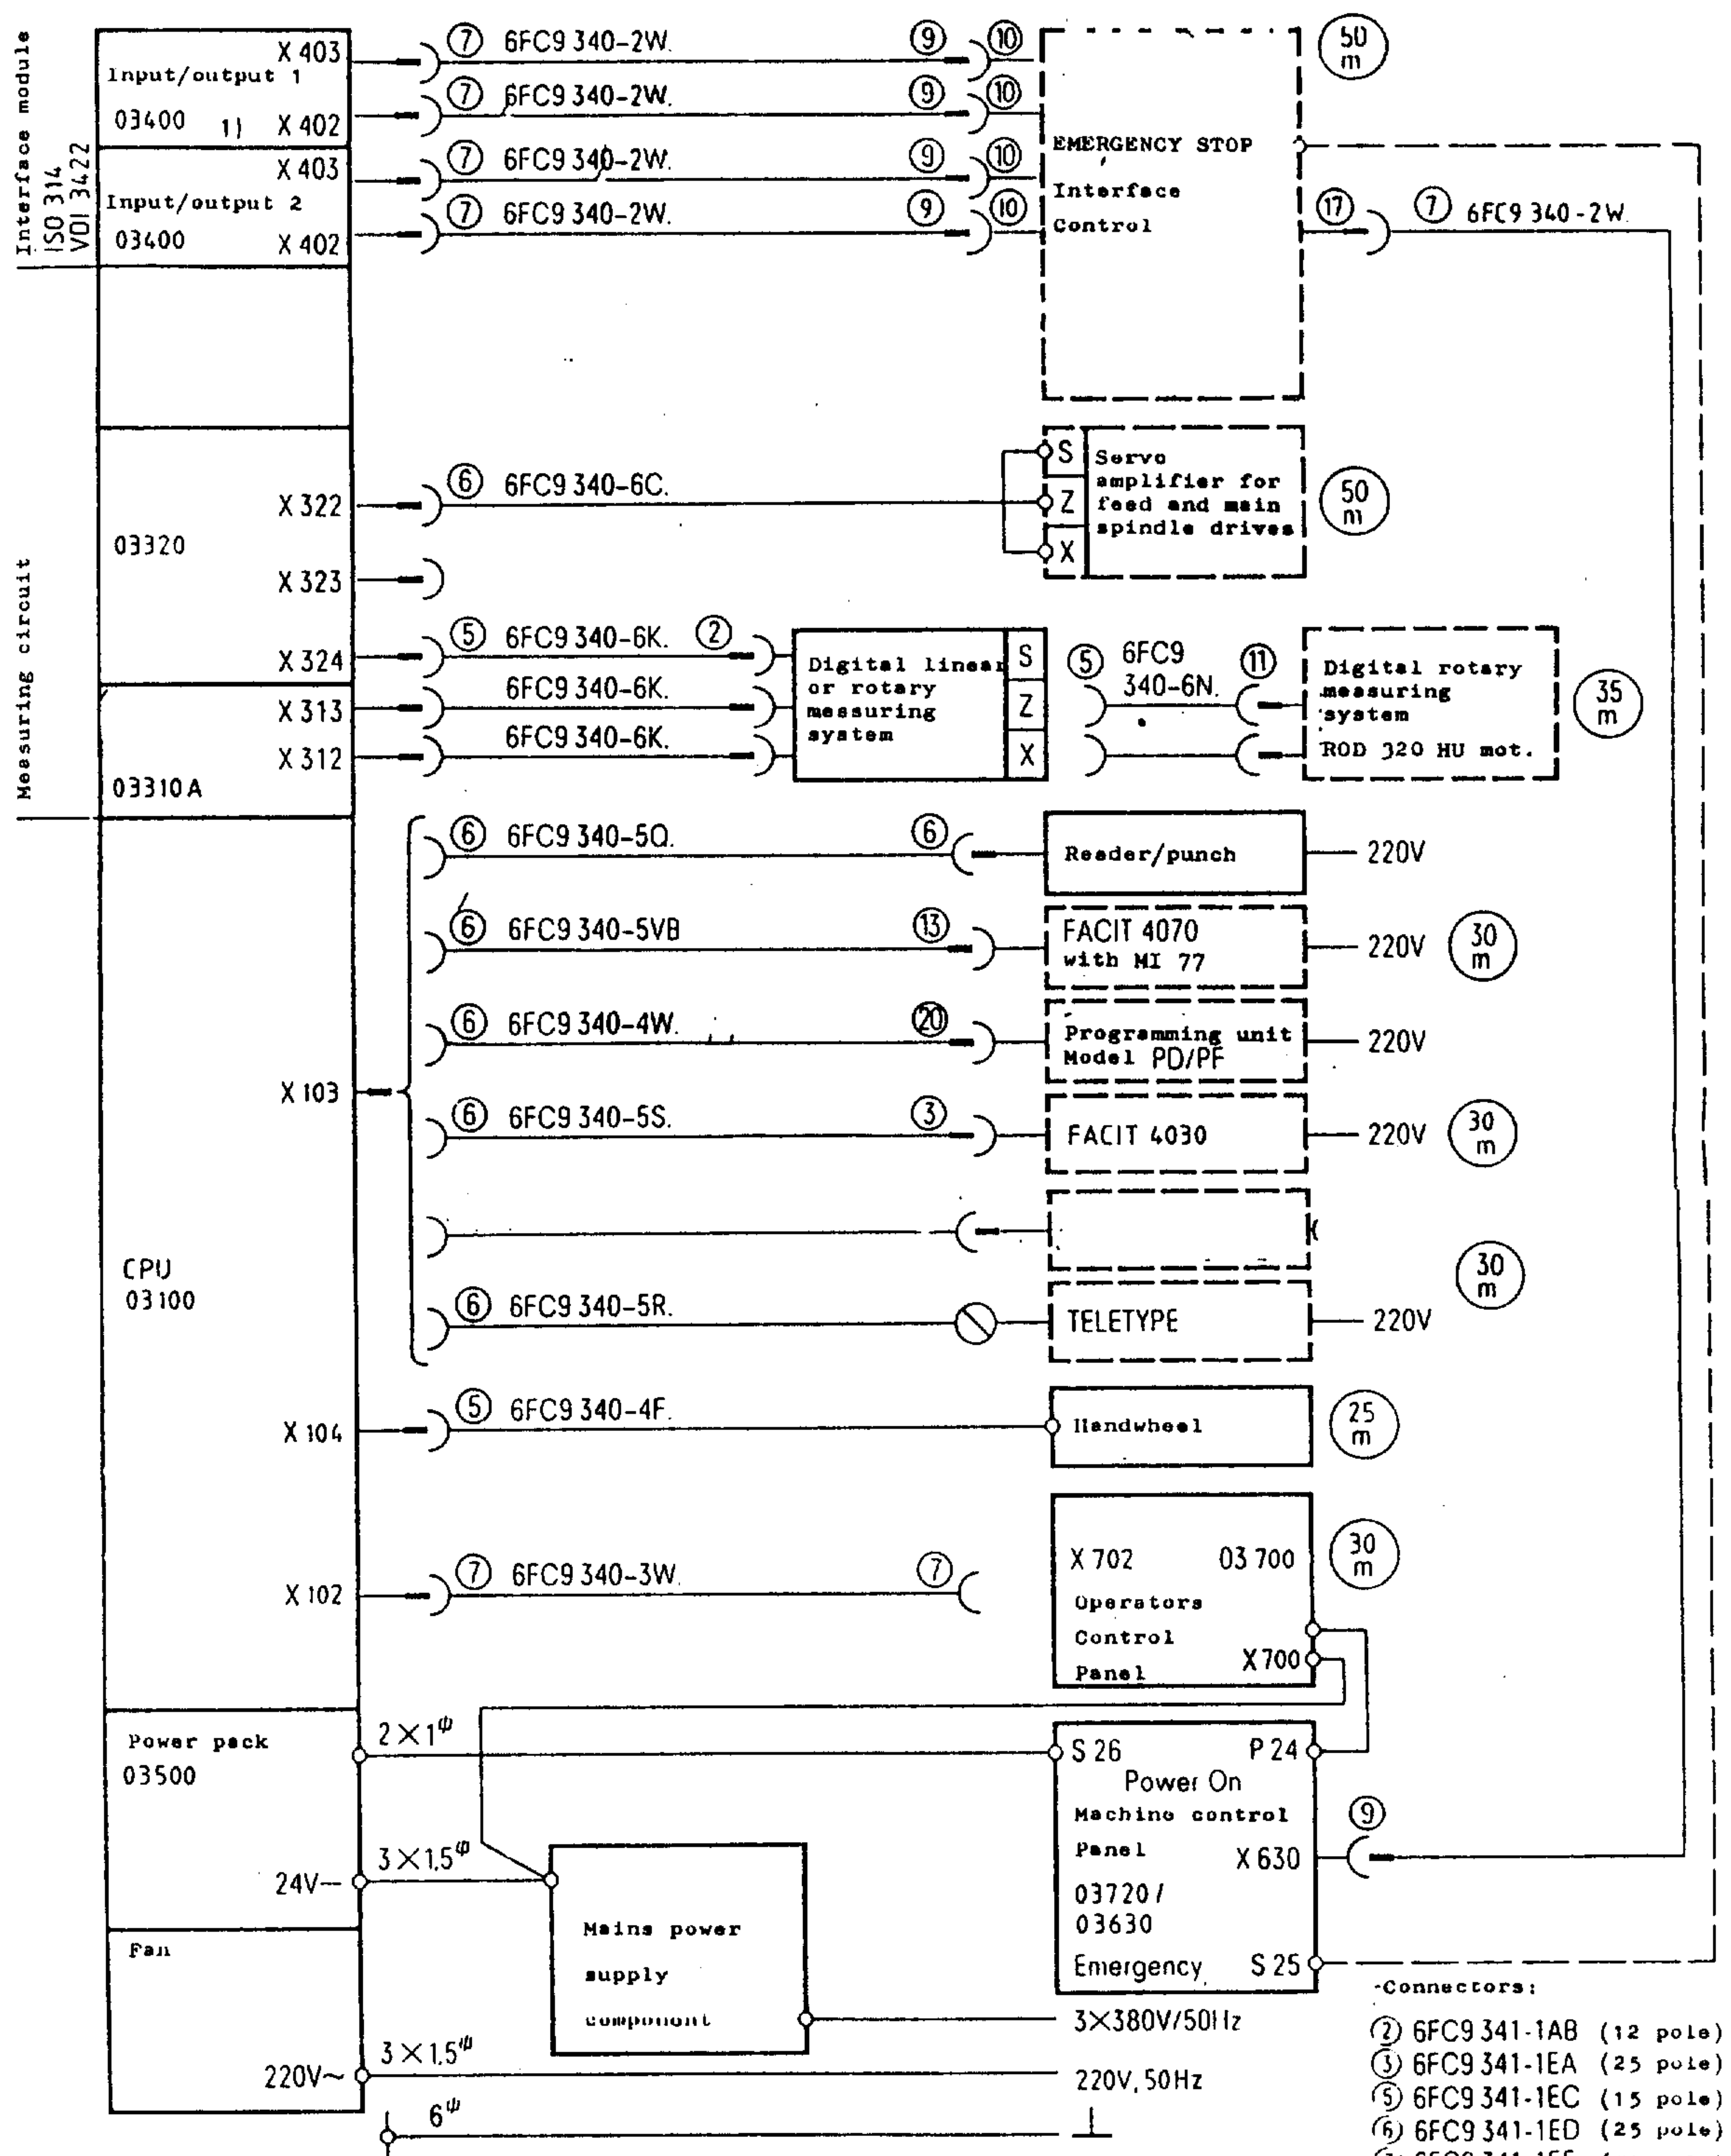 Interface module
ISO 314
VDI 3422
Measuring circuit
X 403
Input/output 1
03400 1) X 402
X 403
Input/output 2
03400 X 402
⑦ 6FC9 340-2W. ⑨ ⑩
⑦ 6FC9 340-2W. ⑨ ⑩
⑦ 6FC9 340-2W. ⑨ ⑩
⑦ 6FC9 340-2W. ⑨ ⑩
EMERGENCY STOP
Interface
Control
50
m
⑰ ⑦ 6FC9 340-2W.
X 322
03320
X 323
X 324
⑥ 6FC9 340-6C.
S
Z
X
Servo
amplifier for
feed and main
spindle drives
50
m
X 313
X 312
03310A
⑤ 6FC9 340-6K. ②
6FC9 340-6K.
6FC9 340-6K.
Digital linear
or rotary
measuring
system
S
Z
X
⑤ 6FC9
340-6N.
⑪
Digital rotary
measuring
system
ROD 320 HU mot.
35
m
⑥ 6FC9 340-5Q. ⑥
Reader/punch
220V
⑥ 6FC9 340-5VB ⑬
FACIT 4070
with MI 77
220V
30
m
⑥ 6FC9 340-4W. ⑳
Programming unit
Model PD/PF
220V
X 103
⑥ 6FC9 340-5S. ③
FACIT 4030
220V
30
m
CPU
03100
30
m
⑥ 6FC9 340-5R.
TELETYPE
220V
X 104
⑤ 6FC9 340-4F.
Handwheel
25
m
X 102
⑦ 6FC9 340-3W. ⑦
X 702 03 700
Operators
Control
Panel
X700
30
m
Power pack
03500
2×1ψ
S 26 P 24
Power On
Machine control
Panel
X 630
03720/
03630
Emergency S 25
⑨
24V–
3×1,5ψ
Mains power
supply
component
3×380V/50Hz
Fan
220V~
3×1,5ψ
220V, 50Hz
6ψ
Connectors:
② 6FC9 341-1AB (12 pole)
③ 6FC9 341-1EA (25 pole)
⑤ 6FC9 341-1EC (15 pole)
⑥ 6FC9 341-1ED (25 pole)